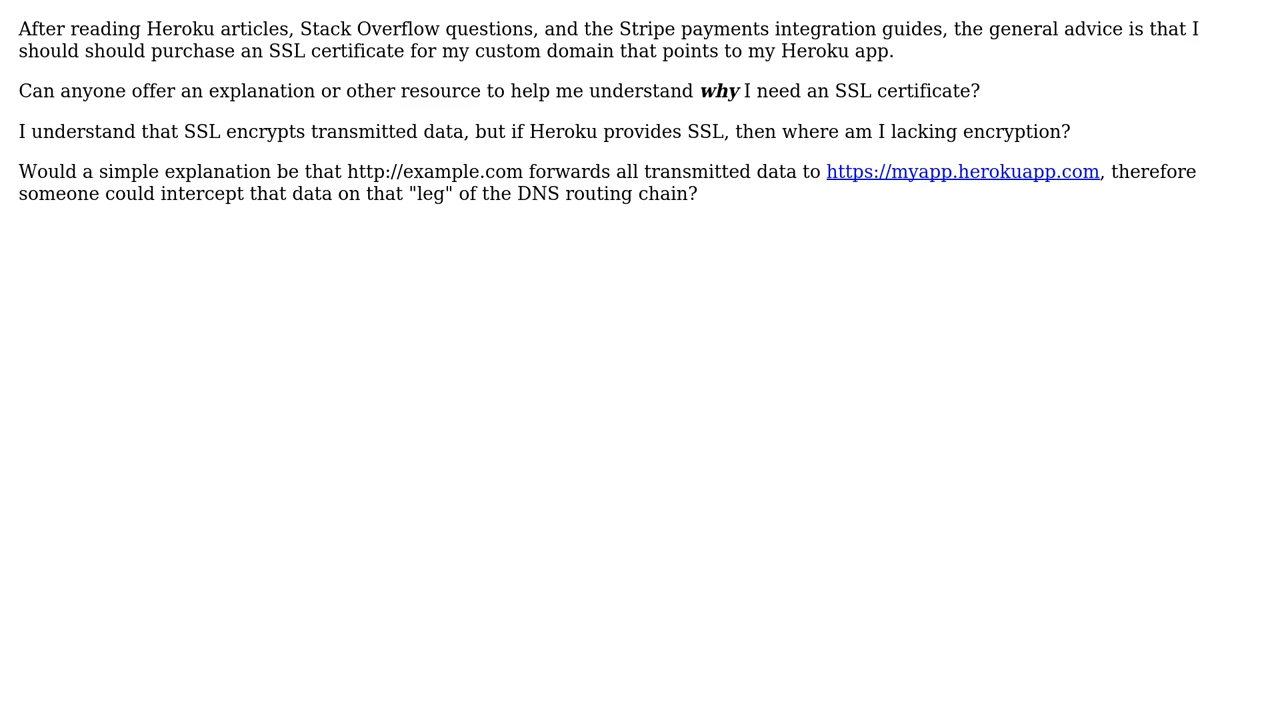 After reading Heroku articles, Stack Overflow questions, and the Stripe payments integration guides, the general advice is that I
should should purchase an SSL certificate for my custom domain that points to my Heroku app.
Can anyone offer an explanation or other resource to help me understand why I need an SSL certificate?
I understand that SSL encrypts transmitted data, but if Heroku provides SSL, then where am I lacking encryption?
Would a simple explanation be that http://example.com forwards all transmitted data to https://myapp.herokuapp.com, therefore
someone could intercept that data on that "leg" of the DNS routing chain?